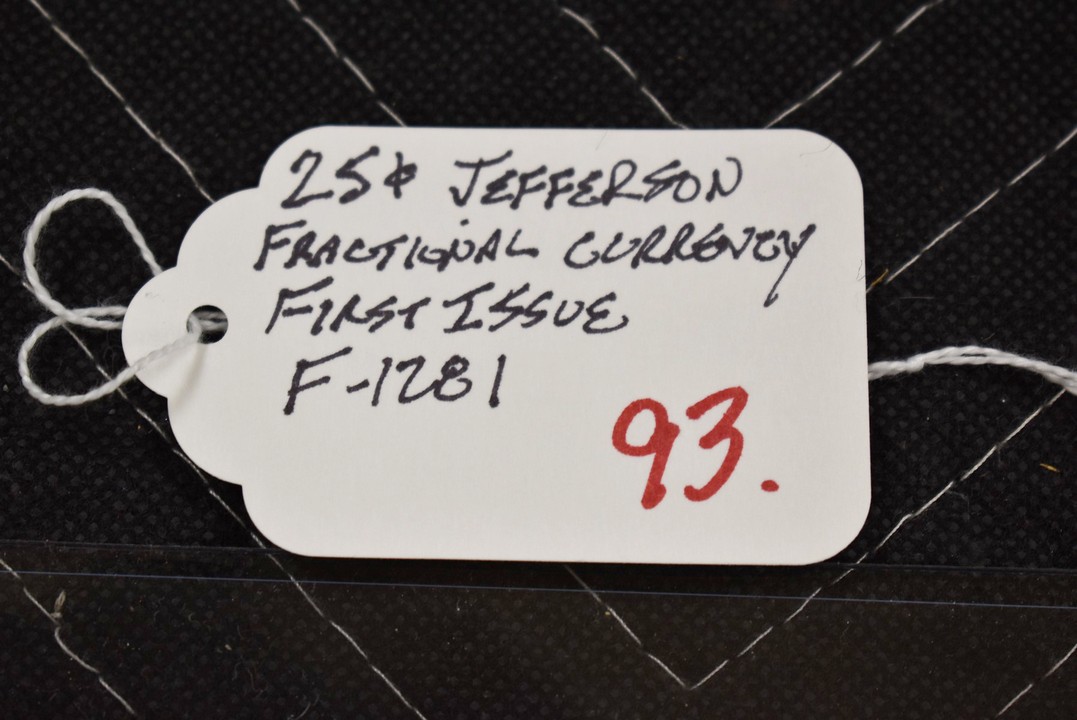 25¢ JEFFERSON
FRACTIONAL CURRENCY
FIRST ISSUE
F-1281
93.